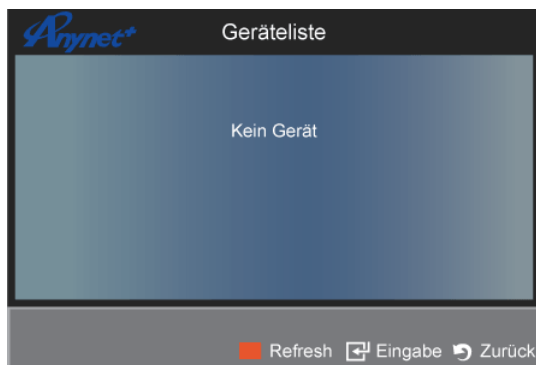 Anynet+ Geräteliste
Kein Gerät
Refresh Eingabe Zurück